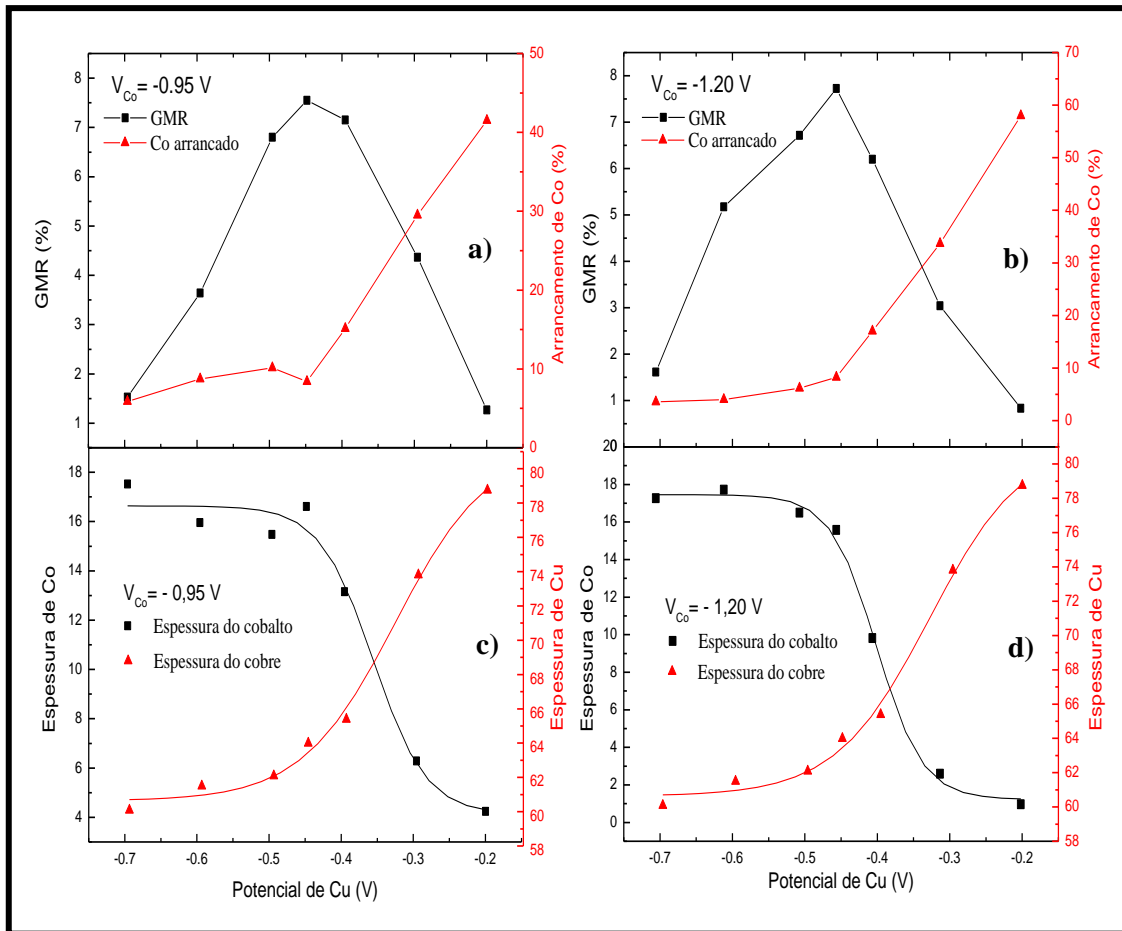 V_Co= -0.95 V
GMR
Co arrancado
a)
GMR (%)
1
2
3
4
5
6
7
8
Arrancamento de Co (%)
0
10
20
30
40
50
V_Co= -1.20 V
GMR
Co arrancado
b)
GMR (%)
1
2
3
4
5
6
7
8
Arrancamento de Co (%)
0
10
20
30
40
50
60
70
V_Co= - 0,95 V
Espessura do cobalto
Espessura do cobre
c)
Espessura de Co
4
6
8
10
12
14
16
18
Espessura de Cu
58
60
62
64
66
68
70
72
74
76
78
80
-0.7 -0.6 -0.5 -0.4 -0.3 -0.2
Potencial de Cu (V)
V_Co= - 1,20 V
Espessura do cobalto
Espessura do cobre
d)
Espessura de Co
0
2
4
6
8
10
12
14
16
18
20
Espessura de Cu
58
60
62
64
66
68
70
72
74
76
78
80
-0.7 -0.6 -0.5 -0.4 -0.3 -0.2
Potencial de Cu (V)